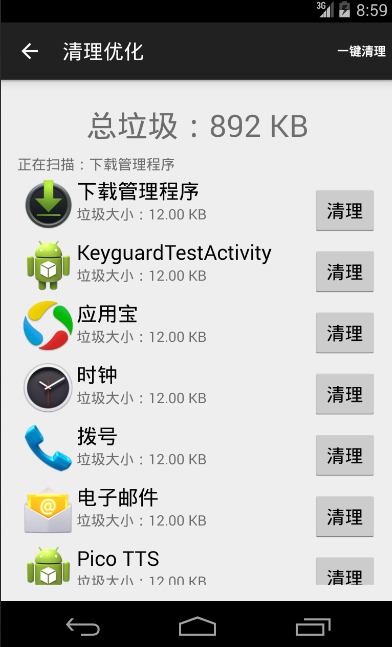 3G 8:59
清理优化 一键清理
总垃圾：892 KB
正在扫描：下载管理程序
下载管理程序
垃圾大小：12.00 KB
清理
KeyguardTestActivity
垃圾大小：12.00 KB
清理
应用宝
垃圾大小：12.00 KB
清理
时钟
垃圾大小：12.00 KB
清理
拨号
垃圾大小：12.00 KB
清理
电子邮件
垃圾大小：12.00 KB
清理
Pico TTS
垃圾大小：12.00 KB
清理